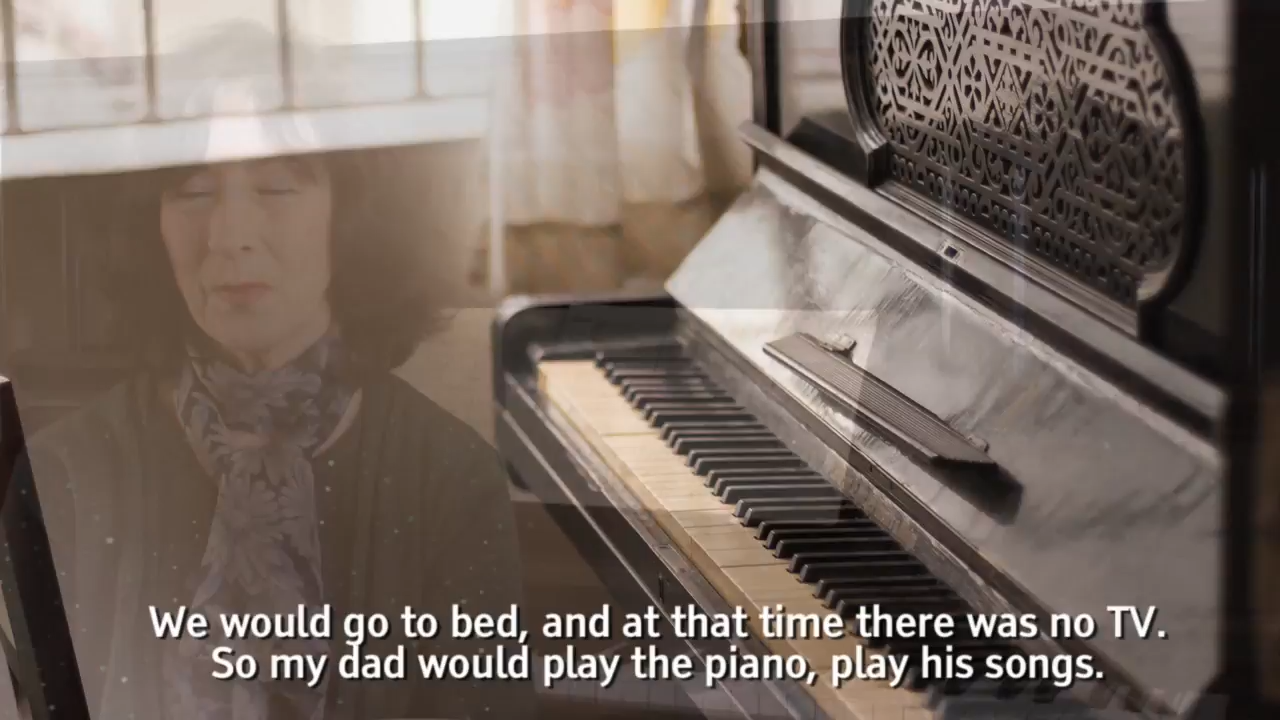 We would go to bed, and at that time there was no TV.
So my dad would play the piano, play his songs.